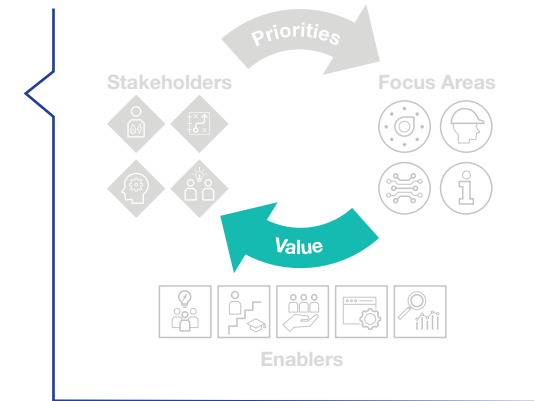 Priorities
Stakeholders
Focus Areas
Value
Enablers